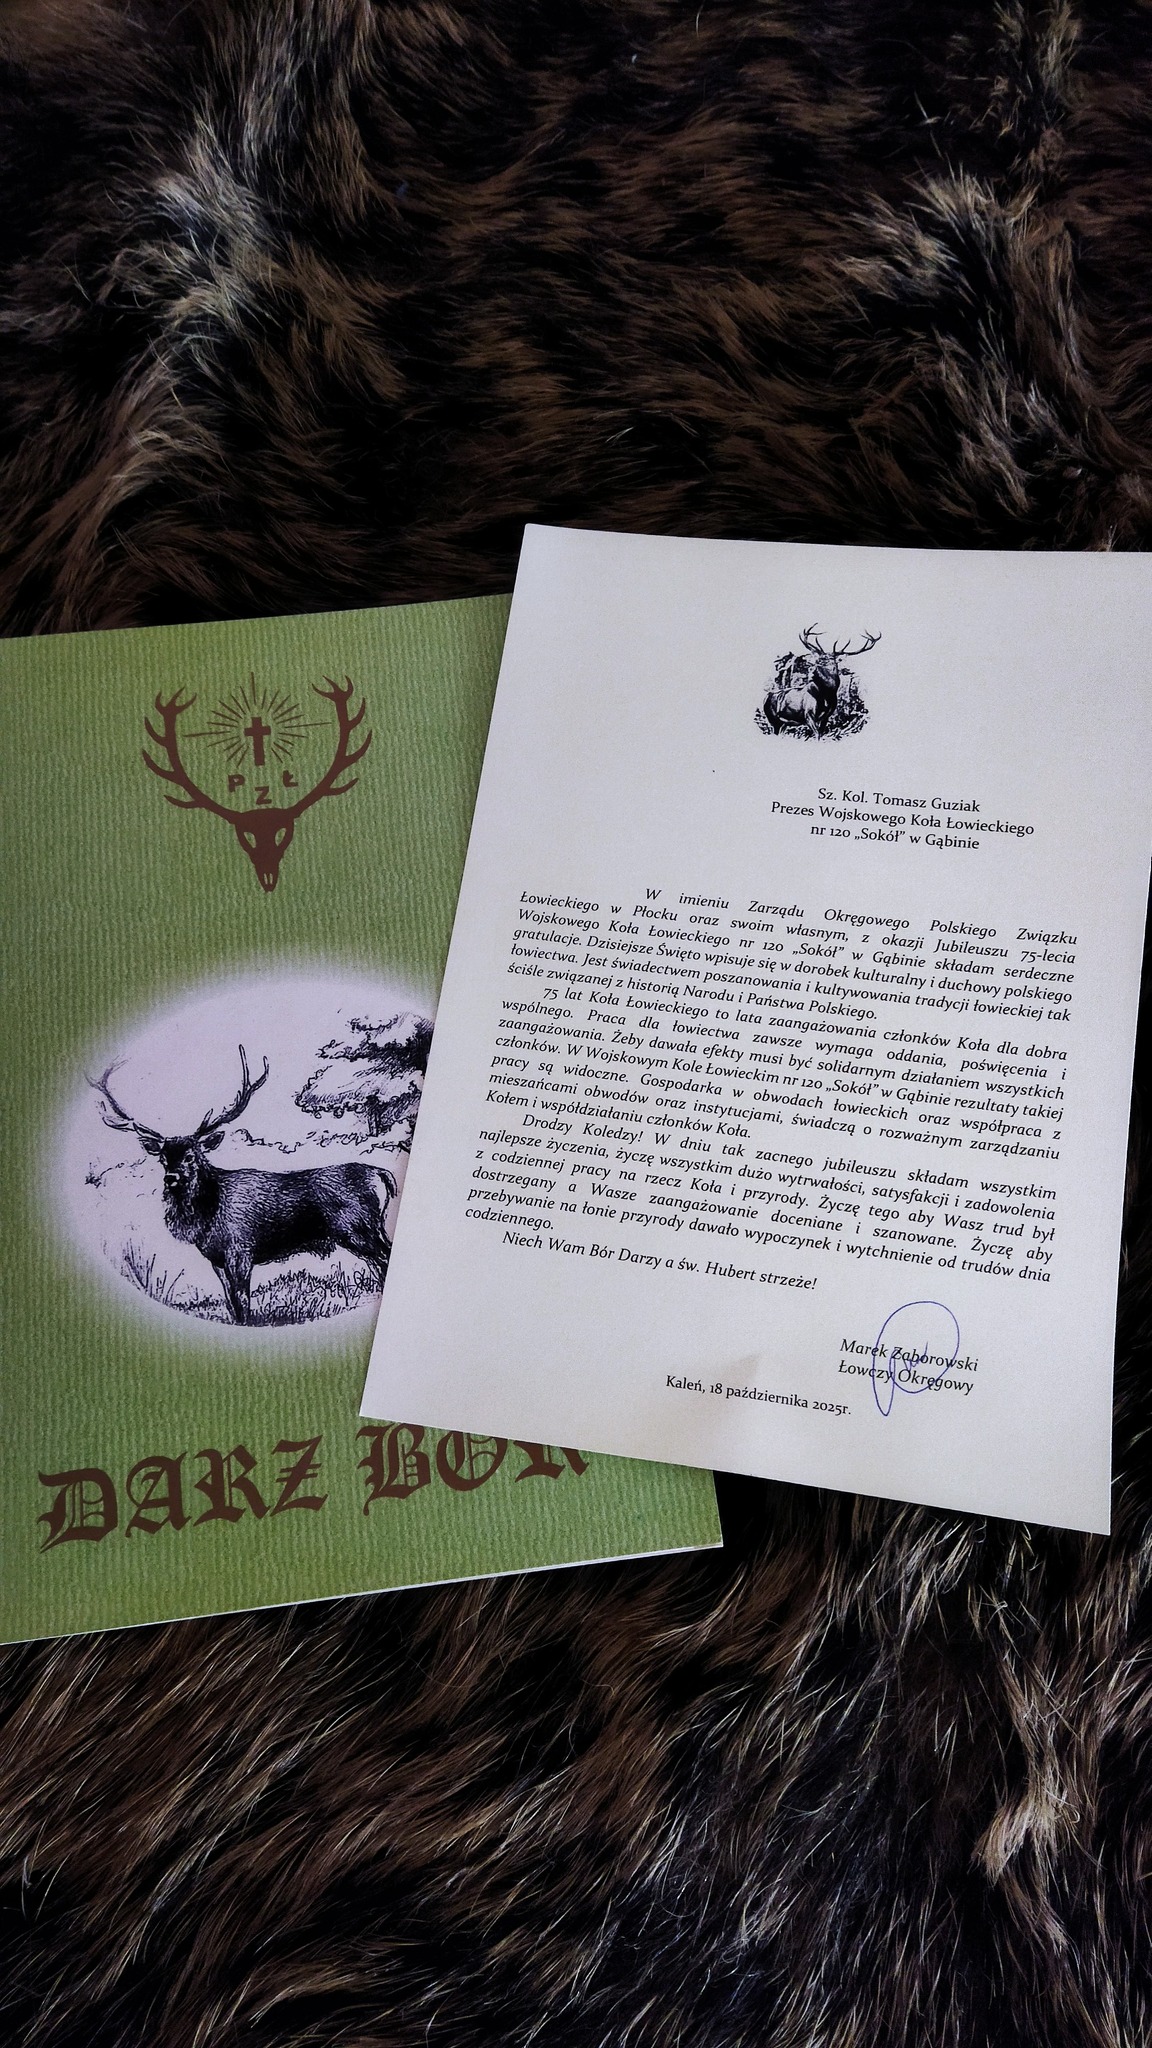 PZŁ
DARZ BÓR
Sz. Kol. Tomasz Guziak
Prezes Wojskowego Koła Łowieckiego
nr 120 „Sokół” w Gąbinie
W imieniu Zarządu Okręgowego Polskiego Związku
Łowieckiego w Płocku oraz swoim własnym, z okazji Jubileuszu 75-lecia
Wojskowego Koła Łowieckiego nr 120 „Sokół” w Gąbinie składam serdeczne
gratulacje. Dzisiejsze Święto wpisuje się w dorobek kulturalny i duchowy polskiego
łowiectwa. Jest świadectwem poszanowania i kultywowania tradycji łowieckiej tak
ściśle związanej z historią Narodu i Państwa Polskiego.
75 lat Koła Łowieckiego to lata zaangażowania członków Koła dla dobra
wspólnego. Praca dla łowiectwa zawsze wymaga oddania, poświęcenia i
zaangażowania. Żeby dawała efekty musi być solidarnym działaniem wszystkich
członków. W Wojskowym Kole Łowieckim nr 120 „Sokół” w Gąbinie rezultaty takiej
pracy są widoczne. Gospodarka w obwodach łowieckich oraz współpraca z
mieszańcami obwodów oraz instytucjami, świadczą o rozważnym zarządzaniu
Kołem i współdziałaniu członków Koła.
Drodzy Koledzy! W dniu tak zacnego jubileuszu składam wszystkim
najlepsze życzenia, życzę wszystkim dużo wytrwałości, satysfakcji i zadowolenia
z codziennej pracy na rzecz Koła i przyrody. Życzę tego aby Wasz trud był
dostrzegany a Wasze zaangażowanie doceniane i szanowane. Życzę aby
przebywanie na łonie przyrody dawało wypoczynek i wytchnienie od trudów dnia
codziennego.
Niech Wam Bór Darzy a św. Hubert strzeże!
Marek Zaborowski
Łowczy Okręgowy
Kaleń, 18 października 2025r.